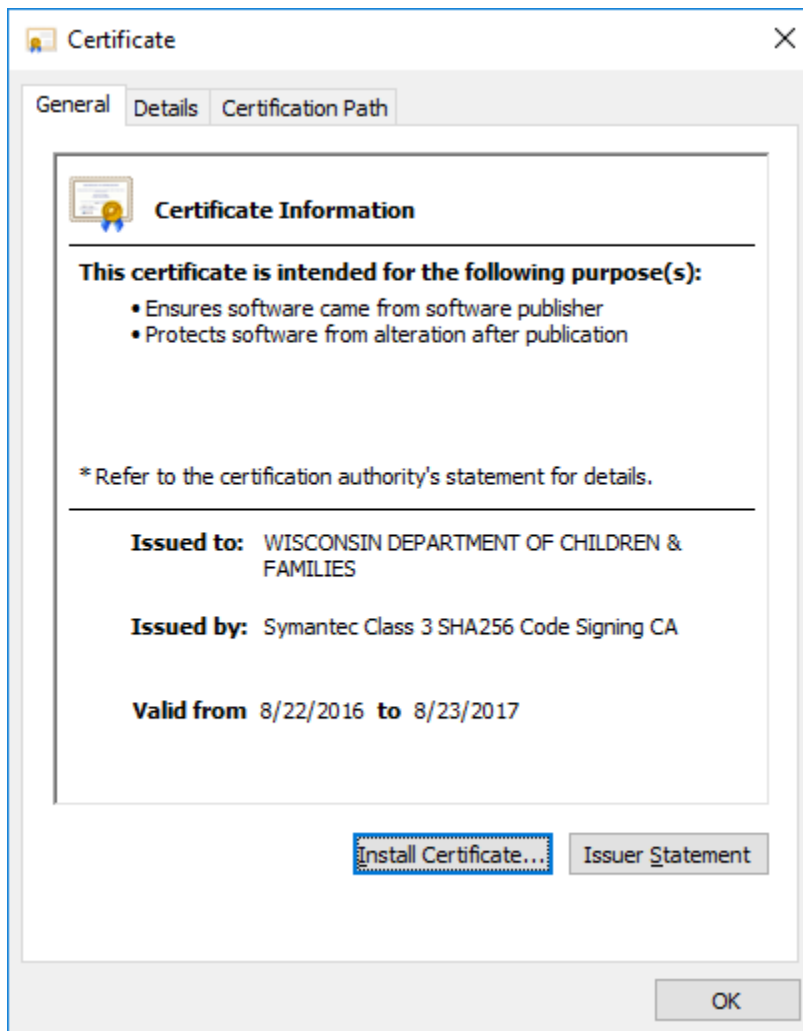 Certificate
General Details Certification Path
Certificate Information
This certificate is intended for the following purpose(s):
• Ensures software came from software publisher
• Protects software from alteration after publication
* Refer to the certification authority's statement for details.
Issued to: WISCONSIN DEPARTMENT OF CHILDREN &
FAMILIES
Issued by: Symantec Class 3 SHA256 Code Signing CA
Valid from 8/22/2016 to 8/23/2017
Install Certificate... Issuer Statement
OK